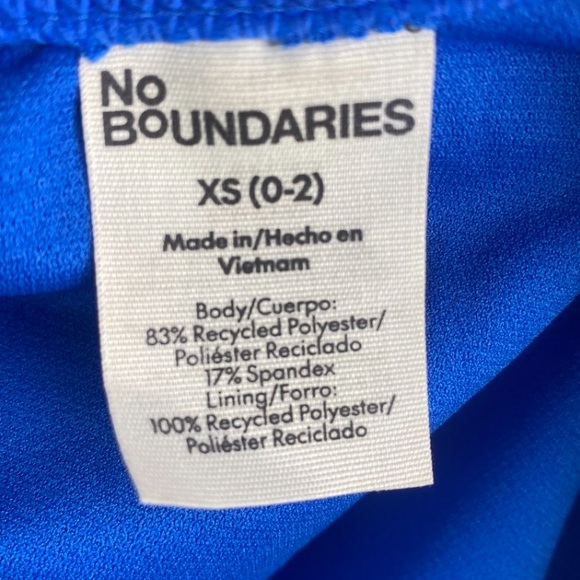 No
BOUNDARIES
XS (0-2)
Made in/Hecho en
Vietnam
Body/Cuerpo:
83% Recycled Polyester/
Poliéster Reciclado
17% Spandex
Lining/Forro:
100% Recycled Polyester/
Poliéster Reciclado